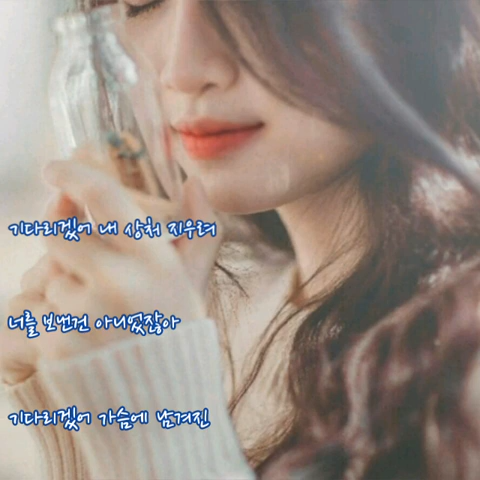 기다리겠어 내 상처 지우려
너를 보낸건 아니었잖아
기다리겠어 가슴에 남겨진